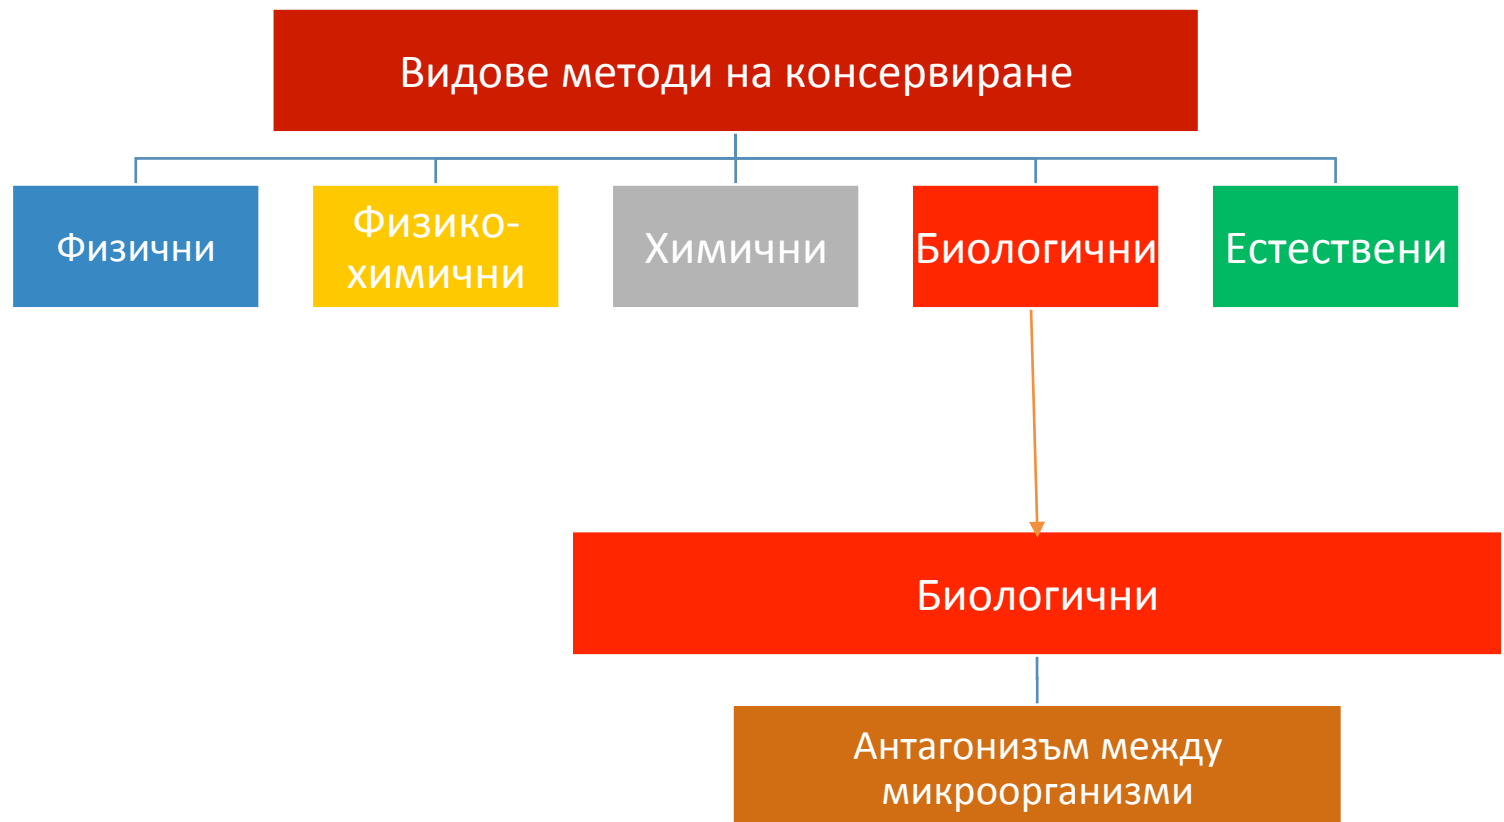 Видове методи на консервиране
Физични
Физико-
химични
Химични
Биологични
Естествени
Биологични
Антагонизъм между
микроорганизми